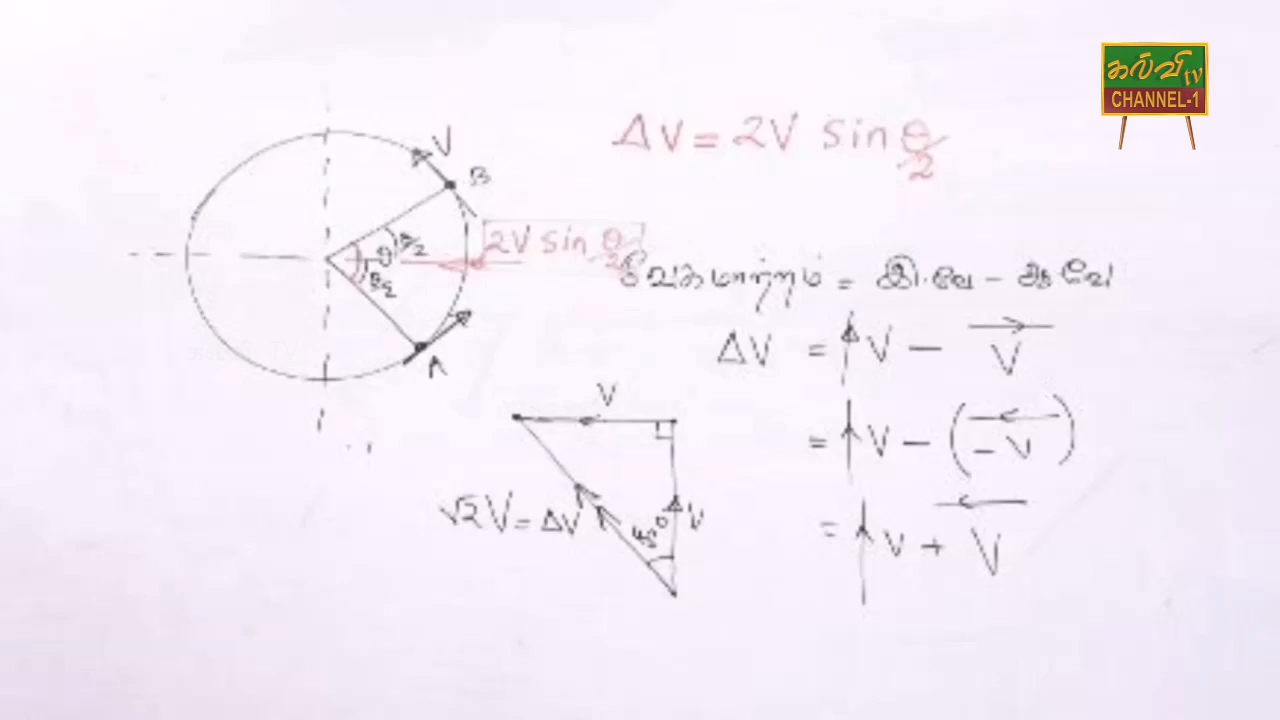 கல்வி tv
CHANNEL-1
ΔV = 2V sin θ/2
V
B
θ/2
θ
θ/2
A
2V sin θ/2
திவேகமாற்றம் = இ.வே - ஆ.வே
ΔV = ↑V - →V
= ↑V - (←-V)
= ↑V + ←V
V
√2V = ΔV
45°
V